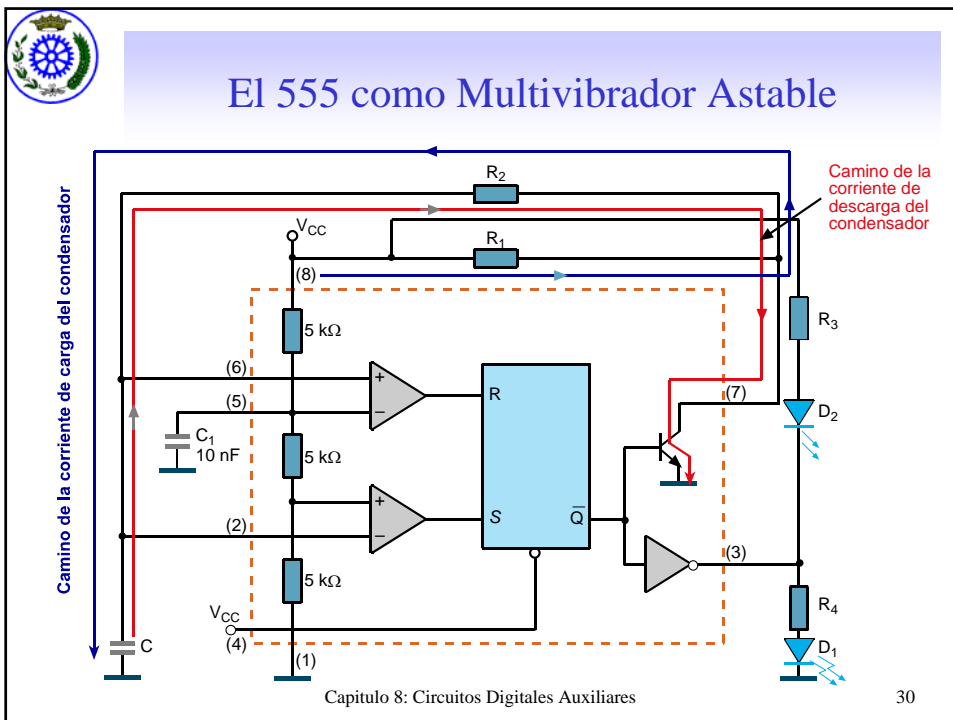 El 555 como Multivibrador Astable
Camino de la corriente de carga del condensador
R2
Camino de la
corriente de
descarga del
condensador
VCC
R1
(8)
5 kΩ
R3
(6)
+
R
(5)
−
(7)
D2
C1
10 nF
5 kΩ
+
S
Q̅
(2)
−
(3)
5 kΩ
VCC
(4)
R4
C
(1)
D1
Capitulo 8: Circuitos Digitales Auxiliares
30